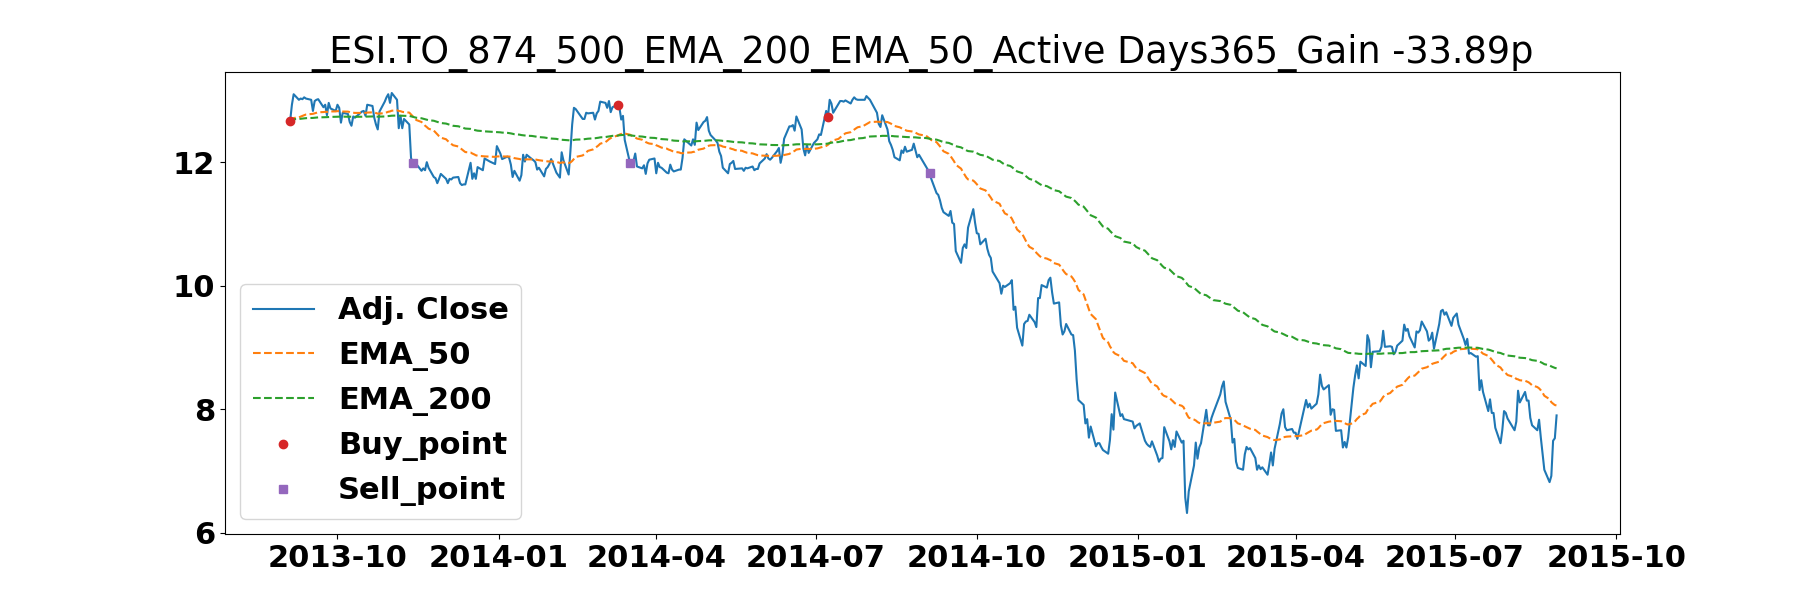 _ESI.TO_874_500_EMA_200_EMA_50_Active Days365_Gain -33.89p
12
10
8
6
Adj. Close
EMA_50
EMA_200
Buy_point
Sell_point
2013-10 2014-01 2014-04 2014-07 2014-10 2015-01 2015-04 2015-07 2015-10